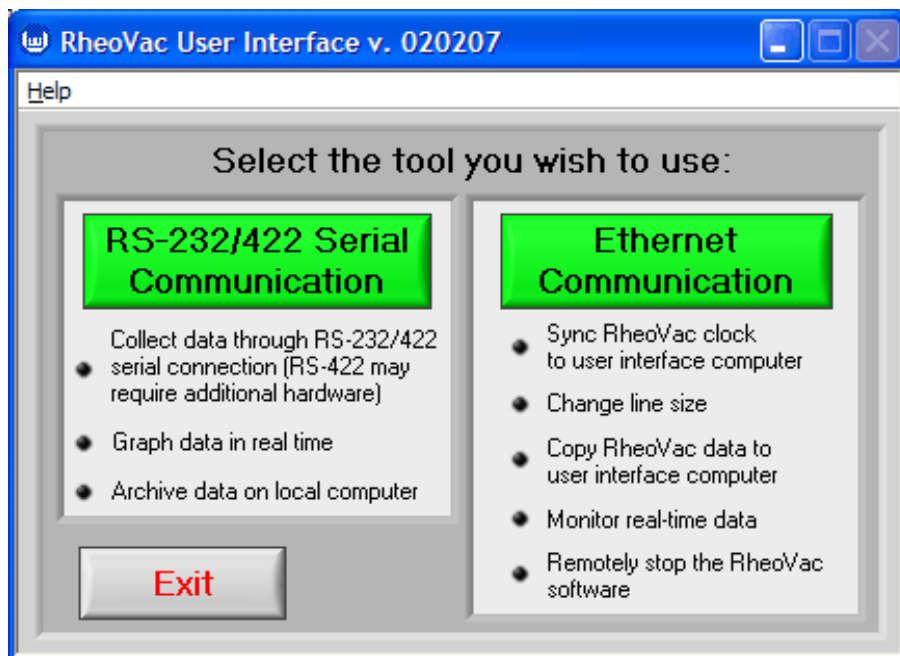 RheoVac User Interface v. 020207
Help
Select the tool you wish to use:
RS-232/422 Serial
Communication
Collect data through RS-232/422
serial connection (RS-422 may
require additional hardware)
Graph data in real time
Archive data on local computer
Exit
Ethernet
Communication
Sync RheoVac clock
to user interface computer
Change line size
Copy RheoVac data to
user interface computer
Monitor real-time data
Remotely stop the RheoVac
software